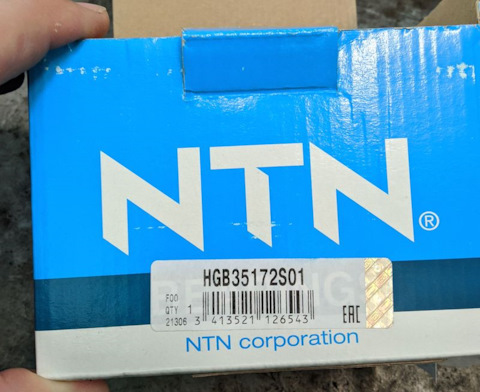 NTN®
HGB35172S01
FOO
QTY 1
21306
3 413521 126543
EAC
NTN corporation